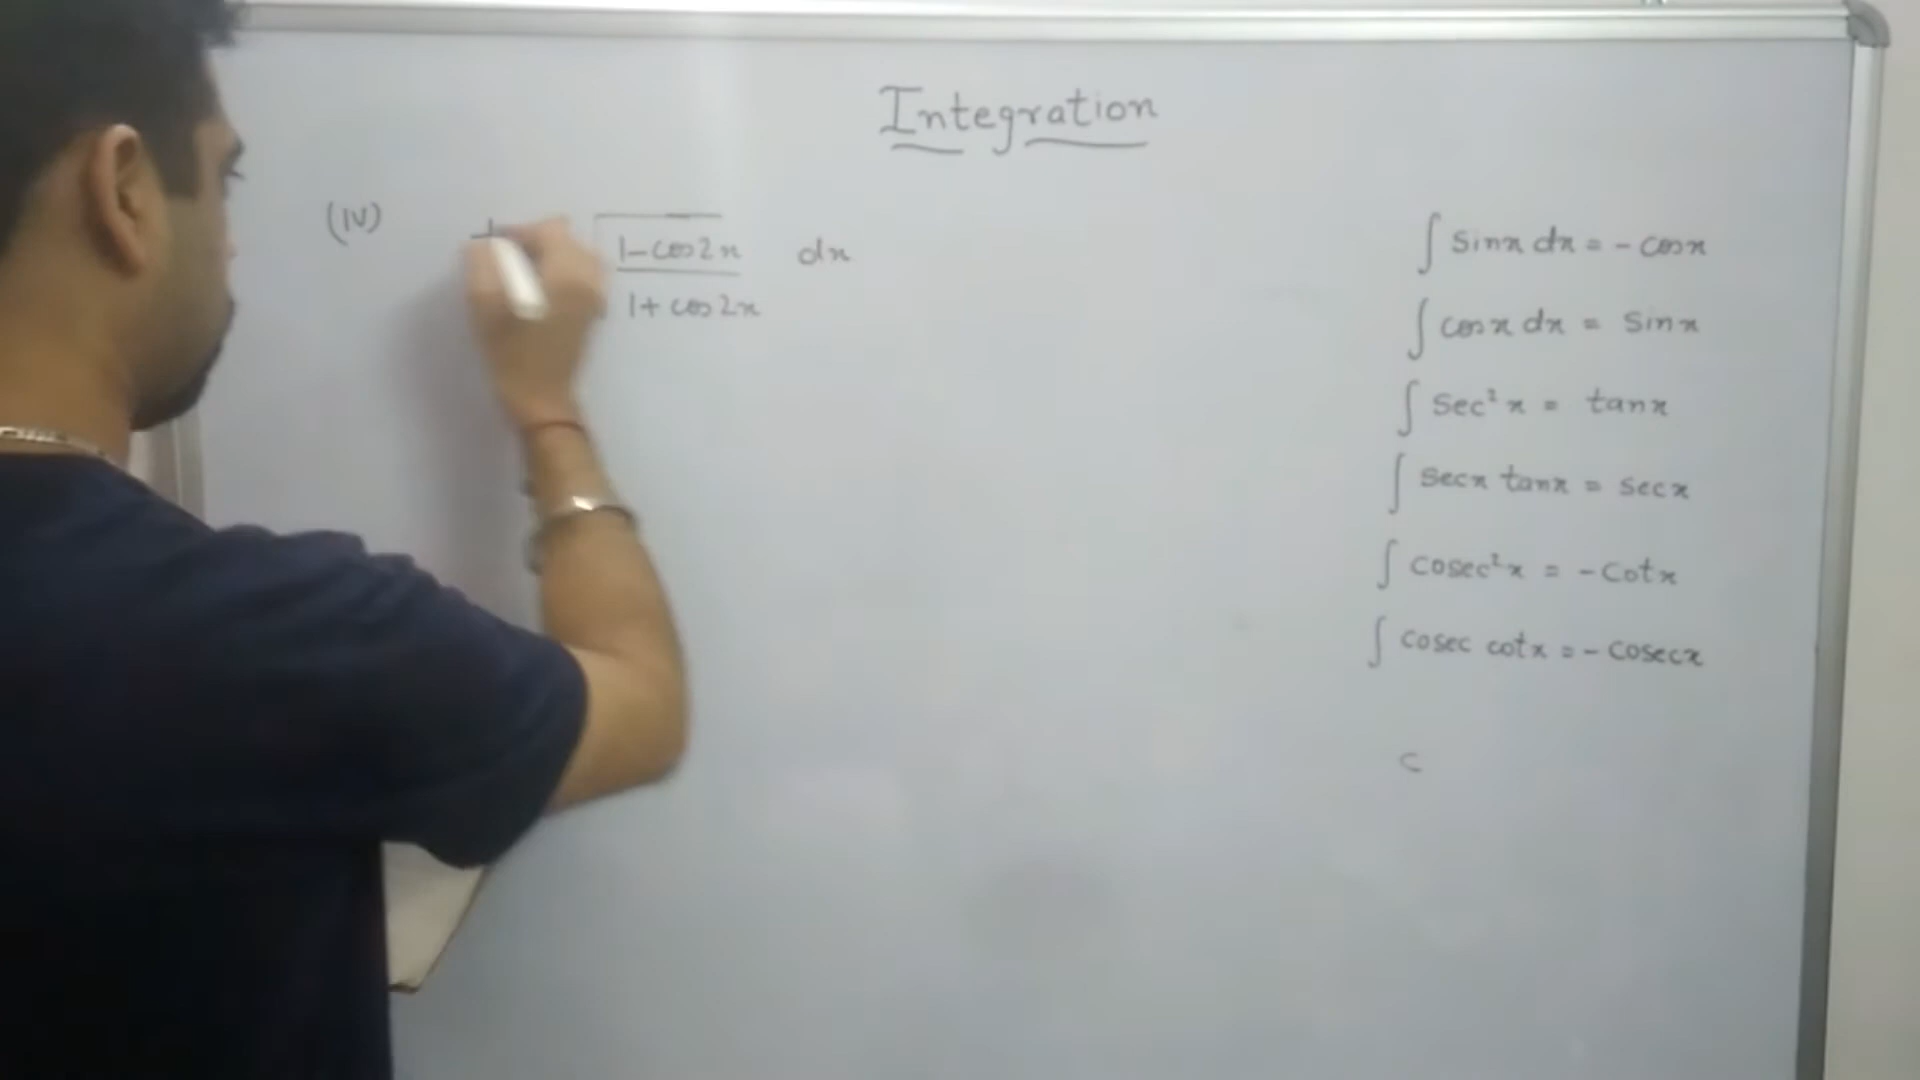 Integration
(IV) √(1-cos2x / 1+cos2x) dx
∫ sinx dx = - cosx
∫ cosx dx = sinx
∫ sec²x = tanx
∫ secx tanx = secx
∫ cosec²x = -cotx
∫ cosec cotx = - cosecx
c